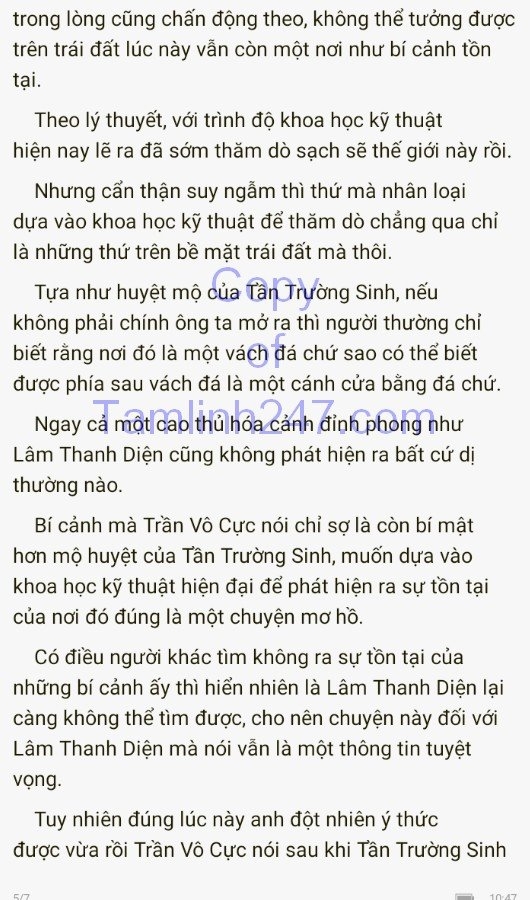 trong lòng cũng chấn động theo, không thể tưởng được
trên trái đất lúc này vẫn còn một nơi như bí cảnh tồn
tại.
Theo lý thuyết, với trình độ khoa học kỹ thuật
hiện nay lẽ ra đã sớm thăm dò sạch sẽ thế giới này rồi.
Nhưng cẩn thận suy ngẫm thì thứ mà nhân loại
dựa vào khoa học kỹ thuật để thăm dò chẳng qua chỉ
là những thứ trên bề mặt trái đất mà thôi.
Tựa như huyệt mộ của Tần Trường Sinh, nếu
không phải chính ông ta mở ra thì người thường chỉ
biết rằng nơi đó là một vách đá chứ sao có thể biết
được phía sau vách đá là một cánh cửa bằng đá chứ.
Ngay cả một cao thủ hóa cảnh đỉnh phong như
Lâm Thanh Diện cũng không phát hiện ra bất cứ dị
thường nào.
Bí cảnh mà Trần Vô Cực nói chỉ sợ là còn bí mật
hơn mộ huyệt của Tần Trường Sinh, muốn dựa vào
khoa học kỹ thuật hiện đại để phát hiện ra sự tồn tại
của nơi đó đúng là một chuyện mơ hồ.
Có điều người khác tìm không ra sự tồn tại của
những bí cảnh ấy thì hiển nhiên là Lâm Thanh Diện lại
càng không thể tìm được, cho nên chuyện này đối với
Lâm Thanh Diện mà nói vẫn là một thông tin tuyệt
vọng.
Tuy nhiên đúng lúc này anh đột nhiên ý thức
được vừa rồi Trần Vô Cực nói sau khi Tần Trường Sinh
Copy
of
Tamlinh247.com
5/7
10:47